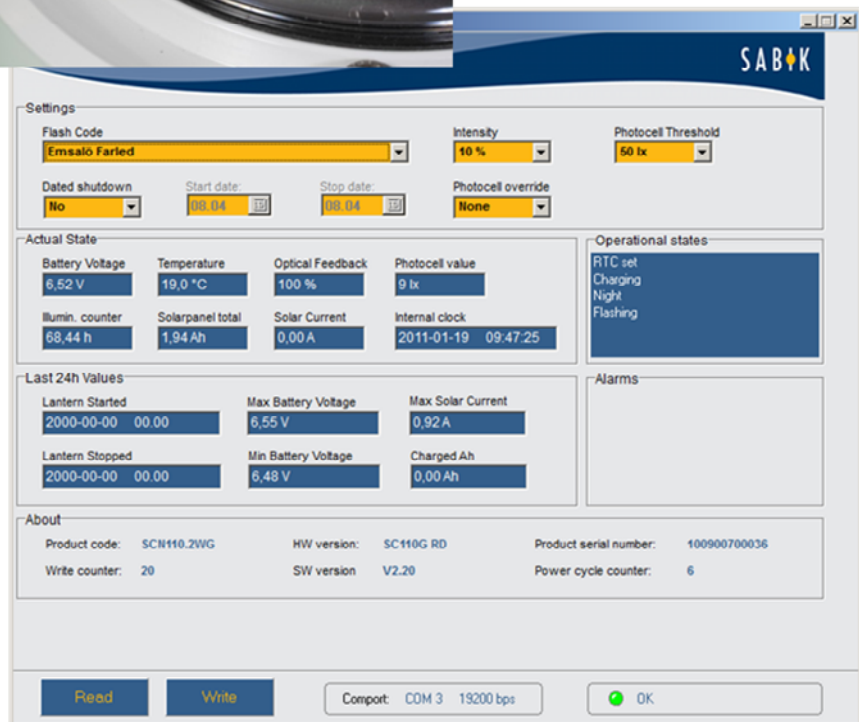 SABIK
Settings
Flash Code Intensity Photocell Threshold
Emsalö Farled 10 % 50 lx
Dated shutdown Start date: Stop date: Photocell override
No 08.04 15 08.04 15 None
Actual State Operational states
Battery Voltage Temperature Optical Feedback Photocell value RTC set
6,52 V 19,0 °C 100 % 9 lx Charging
Night
Illumin. counter Solarpanel total Solar Current Internal clock Flashing
68,44 h 1,94 Ah 0,00 A 2011-01-19 09:47:25
Last 24h Values Alarms
Lantern Started Max Battery Voltage Max Solar Current
2000-00-00 00.00 6,55 V 0,92 A
Lantern Stopped Min Battery Voltage Charged Ah
2000-00-00 00.00 6,48 V 0,00 Ah
About
Product code: SCN110.2WG HW version: SC110G RD Product serial number: 100900700036
Write counter: 20 SW version V2.20 Power cycle counter: 6
Read Write Comport: COM 3 19200 bps OK